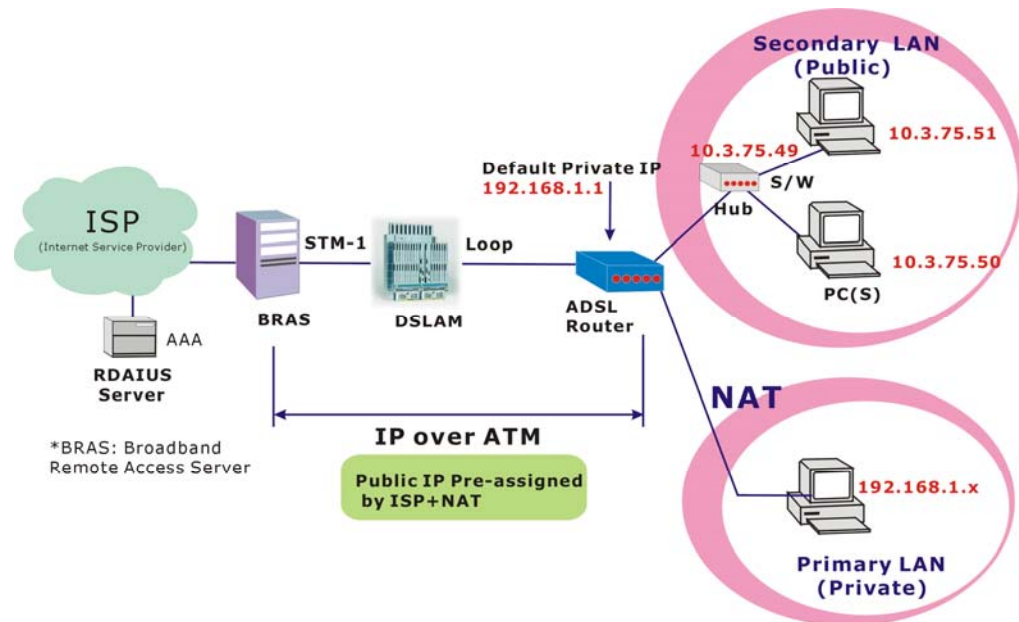 Secondary LAN
(Public)
10.3.75.51
10.3.75.49
S/W
Hub
10.3.75.50
PC(S)
Default Private IP
192.168.1.1
ISP
(Internet Service Provider)
STM-1
Loop
BRAS
DSLAM
ADSL
Router
AAA
RDAIUS
Server
*BRAS: Broadband
Remote Access Server
IP over ATM
Public IP Pre-assigned
by ISP+NAT
NAT
192.168.1.x
Primary LAN
(Private)